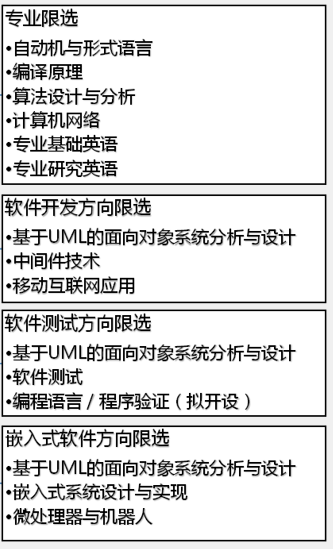 专业限选
•自动机与形式语言
•编译原理
•算法设计与分析
•计算机网络
•专业基础英语
•专业研究英语
软件开发方向限选
•基于UML的面向对象系统分析与设计
•中间件技术
•移动互联网应用
软件测试方向限选
•基于UML的面向对象系统分析与设计
•软件测试
•编程语言 / 程序验证（拟开设）
嵌入式软件方向限选
•基于UML的面向对象系统分析与设计
•嵌入式系统设计与实现
•微处理器与机器人